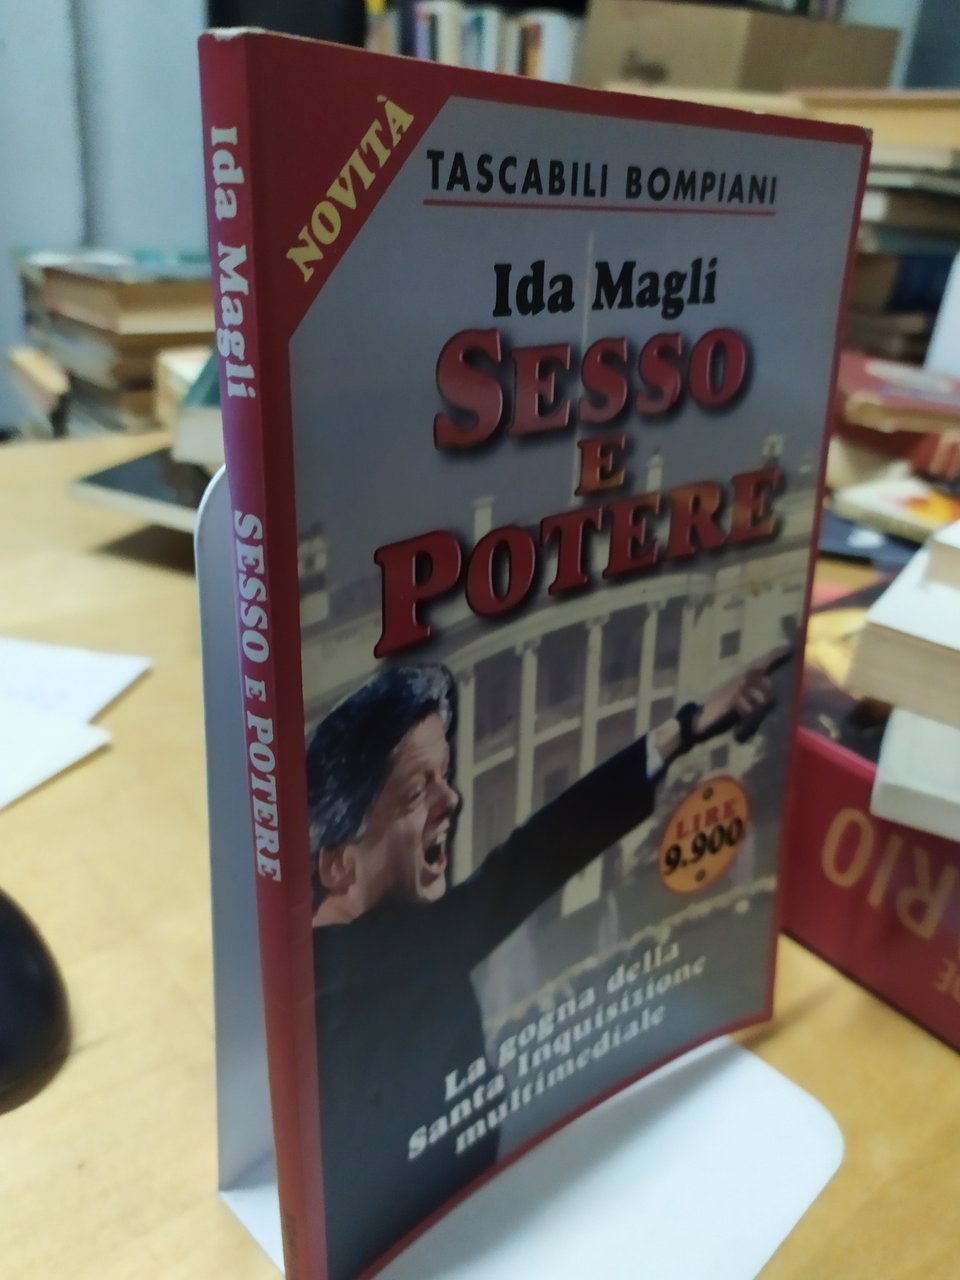 Ida Magli SESSO E POTERE
NOVITÀ
TASCABILI BOMPIANI
Ida Magli
SESSO
E
POTERE
LIRE
9.900
La gogna della
Santa Inquisizione
multimediale
RIO